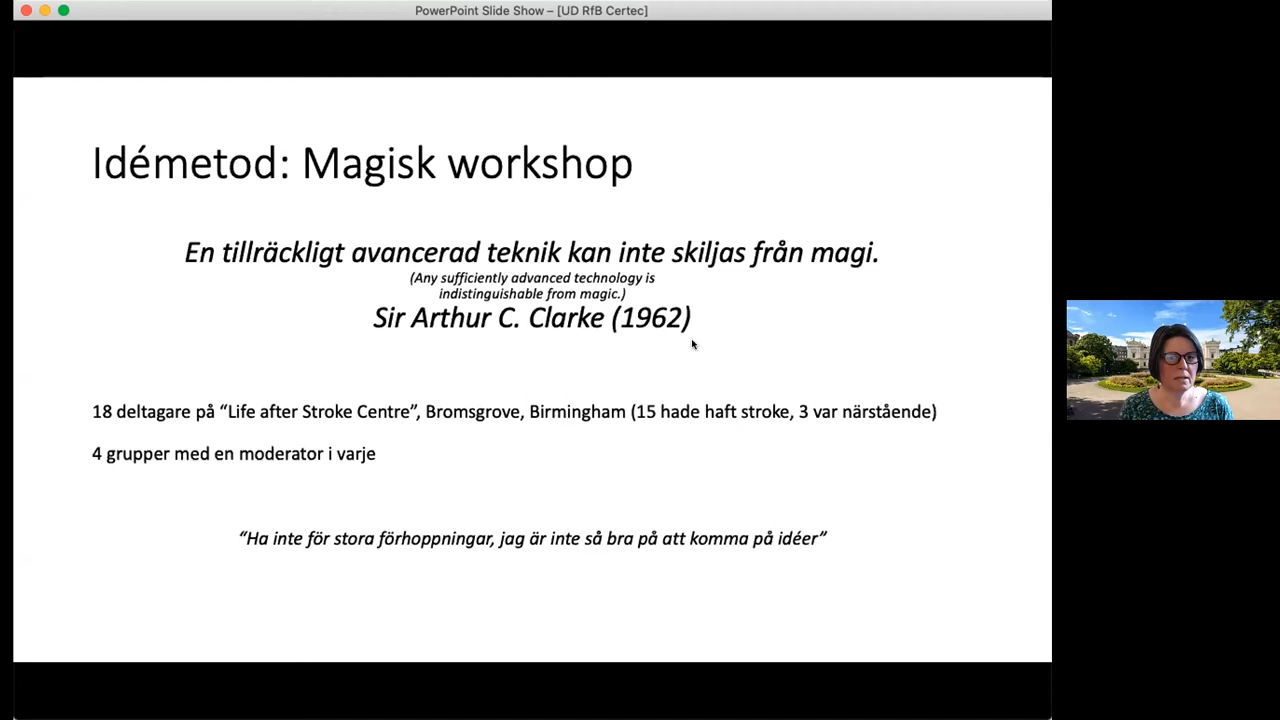 PowerPoint Slide Show – [UD RfB Certec]
Idémetod: Magisk workshop
En tillräckligt avancerad teknik kan inte skiljas från magi.
(Any sufficiently advanced technology is
indistinguishable from magic.)
Sir Arthur C. Clarke (1962)
18 deltagare på “Life after Stroke Centre”, Bromsgrove, Birmingham (15 hade haft stroke, 3 var närstående)
4 grupper med en moderator i varje
“Ha inte för stora förhoppningar, jag är inte så bra på att komma på idéer”